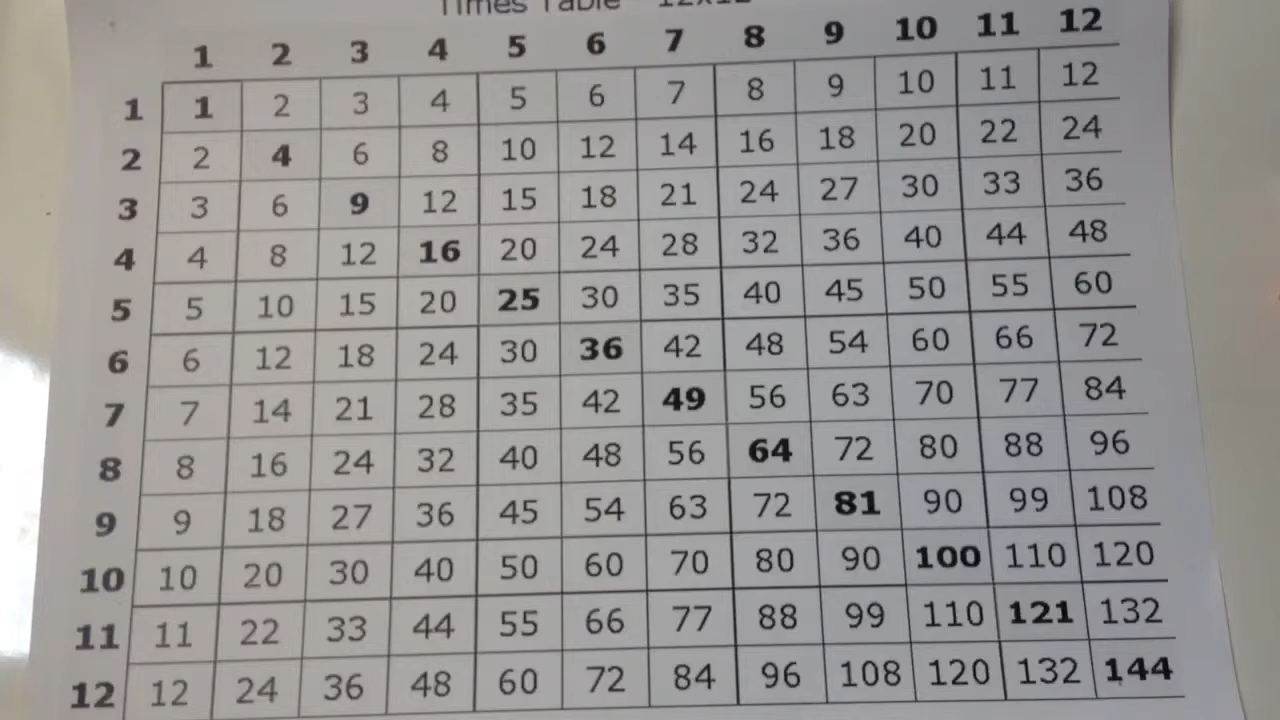 Times Table - 12x12
1 2 3 4 5 6 7 8 9 10 11 12
1 1 2 3 4 5 6 7 8 9 10 11 12
2 2 4 6 8 10 12 14 16 18 20 22 24
3 3 6 9 12 15 18 21 24 27 30 33 36
4 4 8 12 16 20 24 28 32 36 40 44 48
5 5 10 15 20 25 30 35 40 45 50 55 60
6 6 12 18 24 30 36 42 48 54 60 66 72
7 7 14 21 28 35 42 49 56 63 70 77 84
8 8 16 24 32 40 48 56 64 72 80 88 96
9 9 18 27 36 45 54 63 72 81 90 99 108
10 10 20 30 40 50 60 70 80 90 100 110 120
11 11 22 33 44 55 66 77 88 99 110 121 132
12 12 24 36 48 60 72 84 96 108 120 132 144